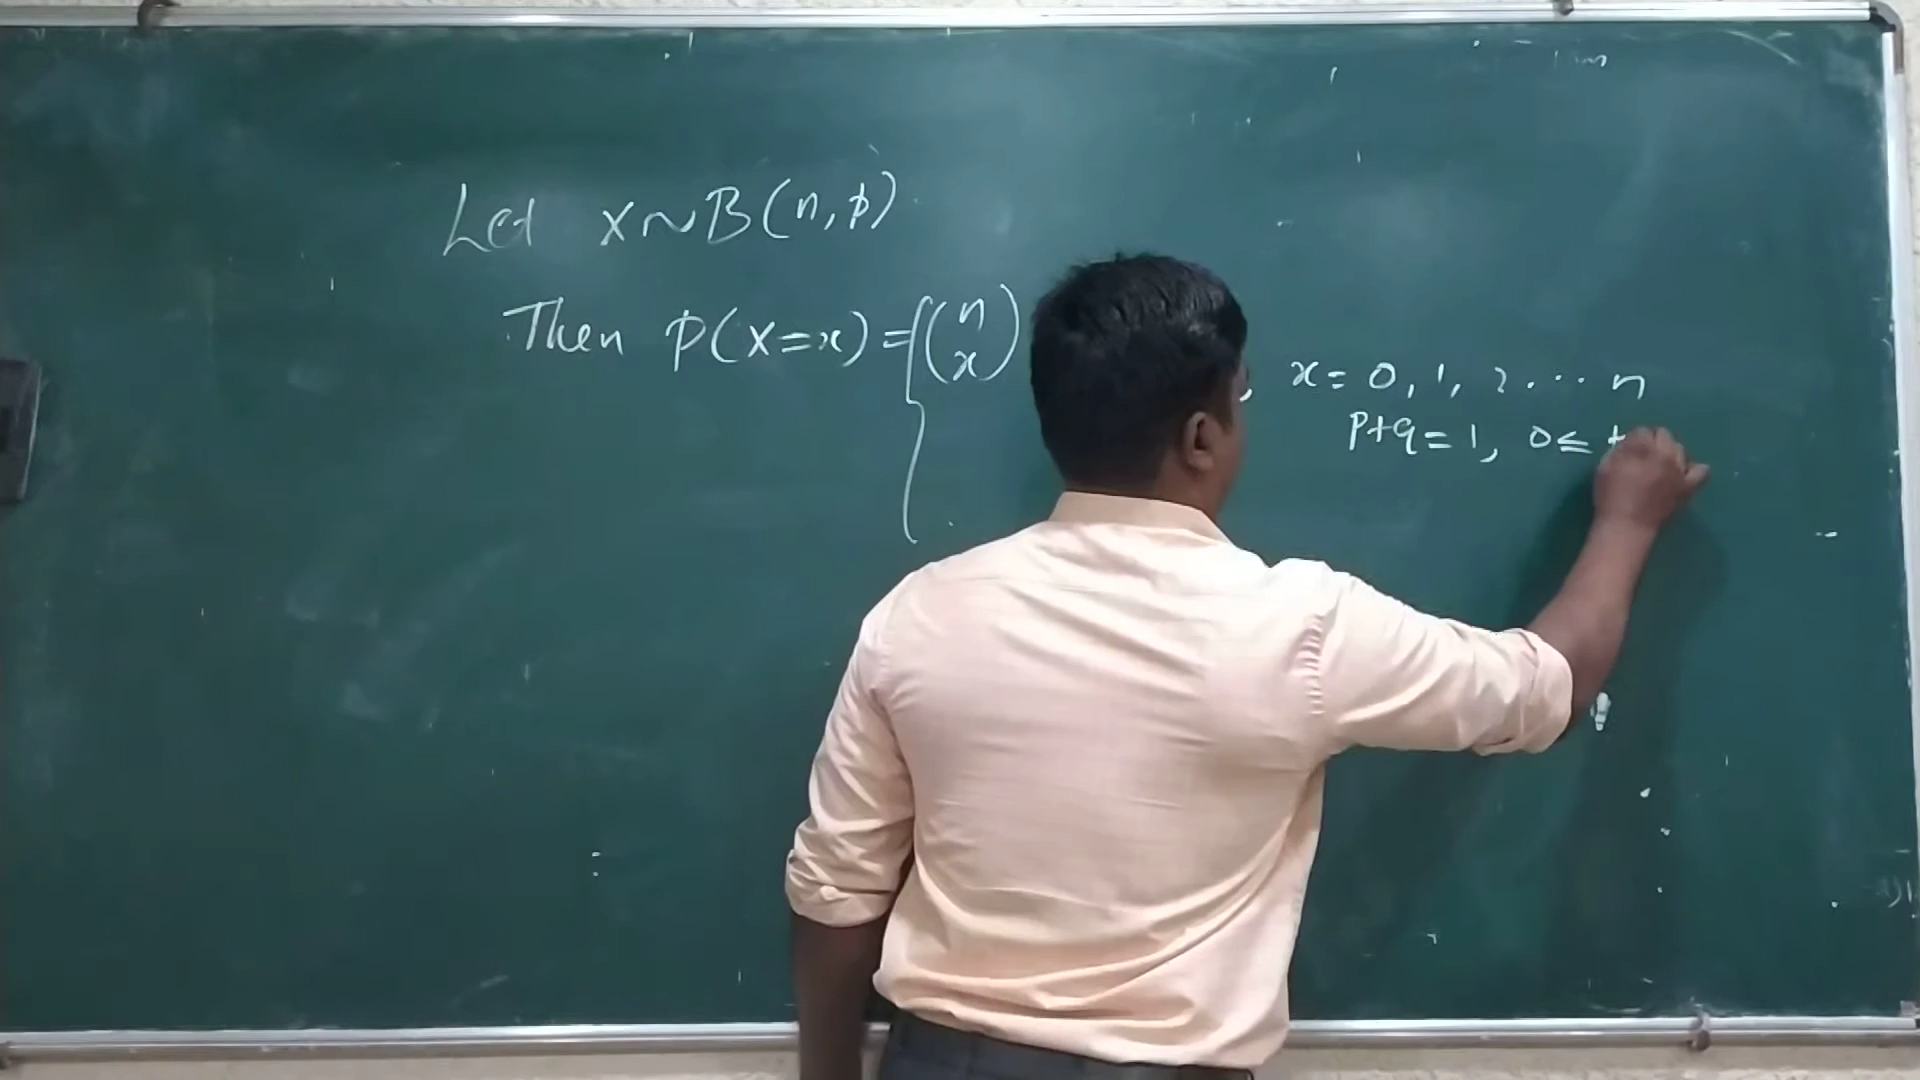 Let X~B(n,p)
Then P(X=x)={(n x) , x=0,1,2...n
p+q=1, 0≤